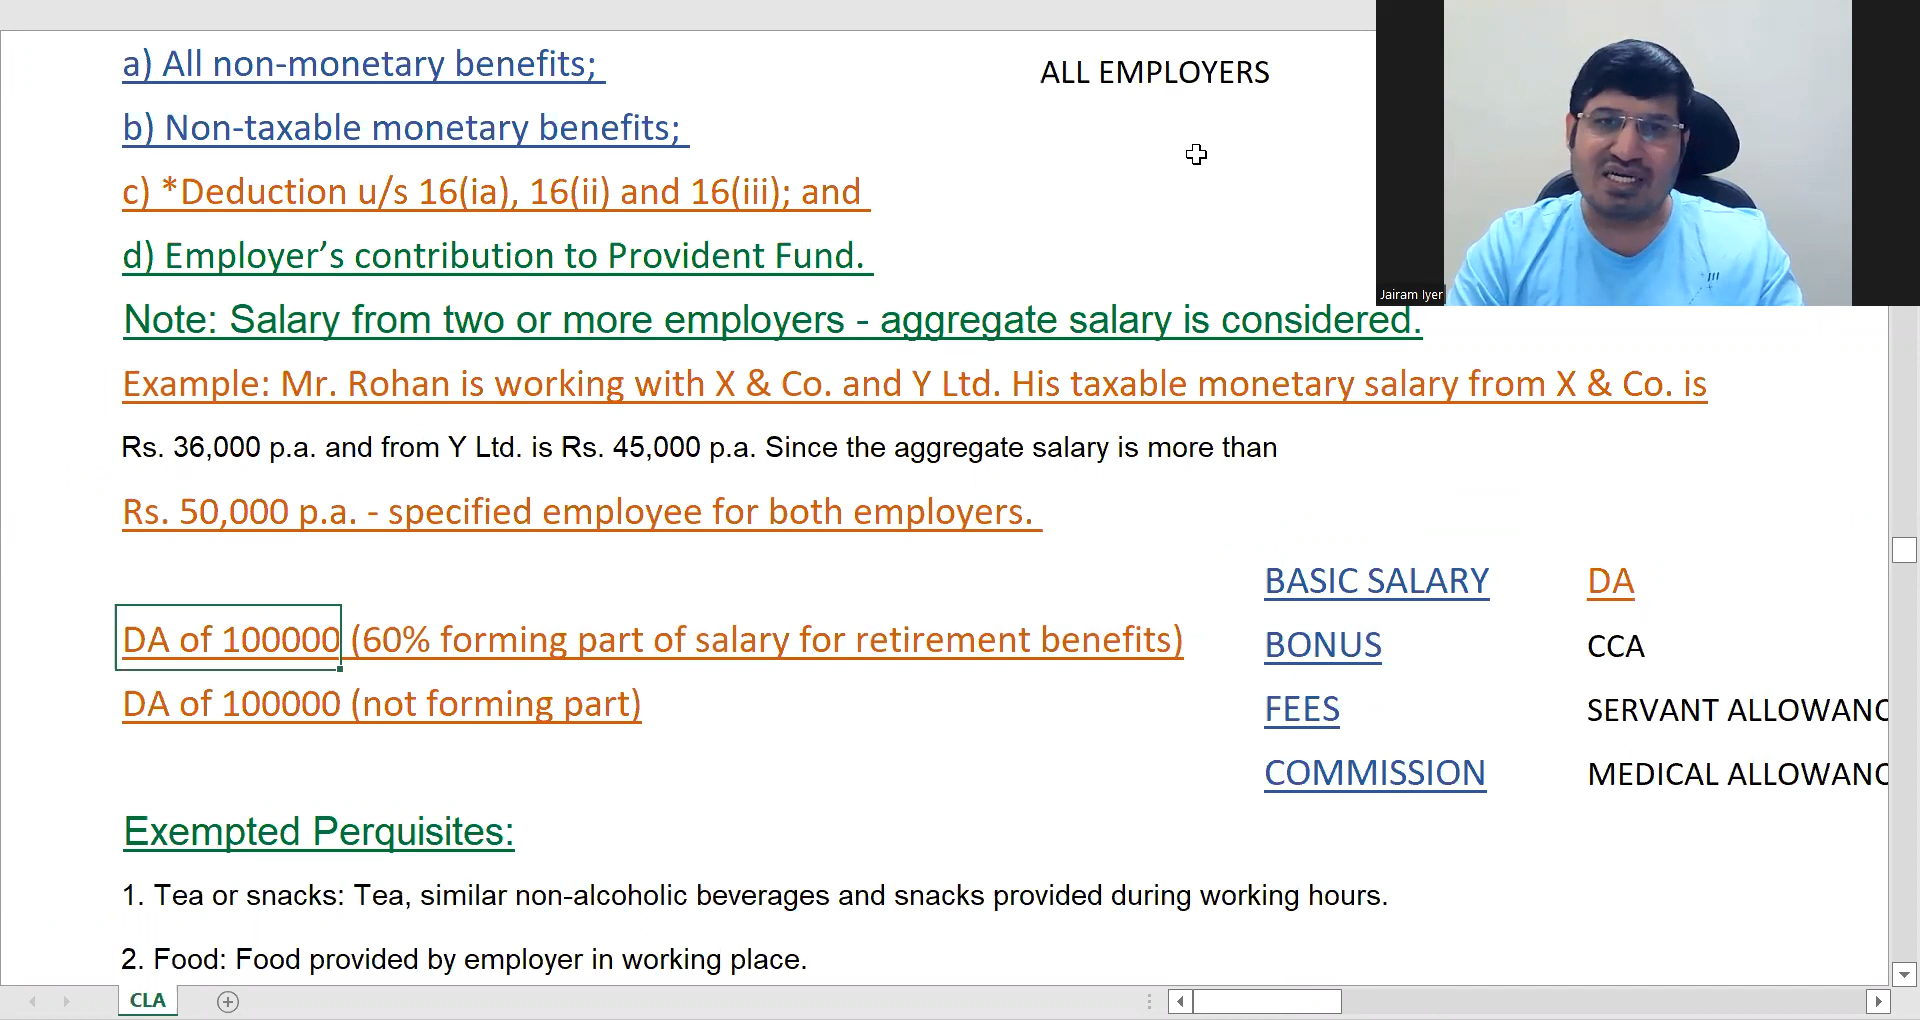 a) All non-monetary benefits;
ALL EMPLOYERS
b) Non-taxable monetary benefits;
c) *Deduction u/s 16(ia), 16(ii) and 16(iii); and
d) Employer’s contribution to Provident Fund.
Jairam Iyer
Note: Salary from two or more employers - aggregate salary is considered.
Example: Mr. Rohan is working with X & Co. and Y Ltd. His taxable monetary salary from X & Co. is
Rs. 36,000 p.a. and from Y Ltd. is Rs. 45,000 p.a. Since the aggregate salary is more than
Rs. 50,000 p.a. - specified employee for both employers.
BASIC SALARY DA
DA of 100000 (60% forming part of salary for retirement benefits)
BONUS CCA
DA of 100000 (not forming part)
FEES SERVANT ALLOWANC
COMMISSION MEDICAL ALLOWANC
Exempted Perquisites:
1. Tea or snacks: Tea, similar non-alcoholic beverages and snacks provided during working hours.
2. Food: Food provided by employer in working place.
CLA